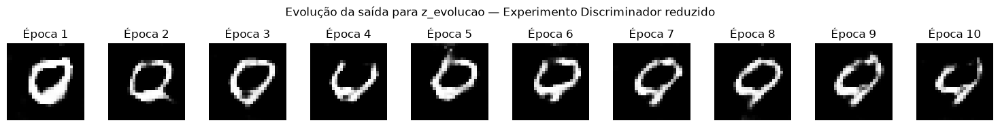 Evolução da saída para z_evolucao — Experimento Discriminador reduzido
Época 1 Época 2 Época 3 Época 4 Época 5 Época 6 Época 7 Época 8 Época 9 Época 10